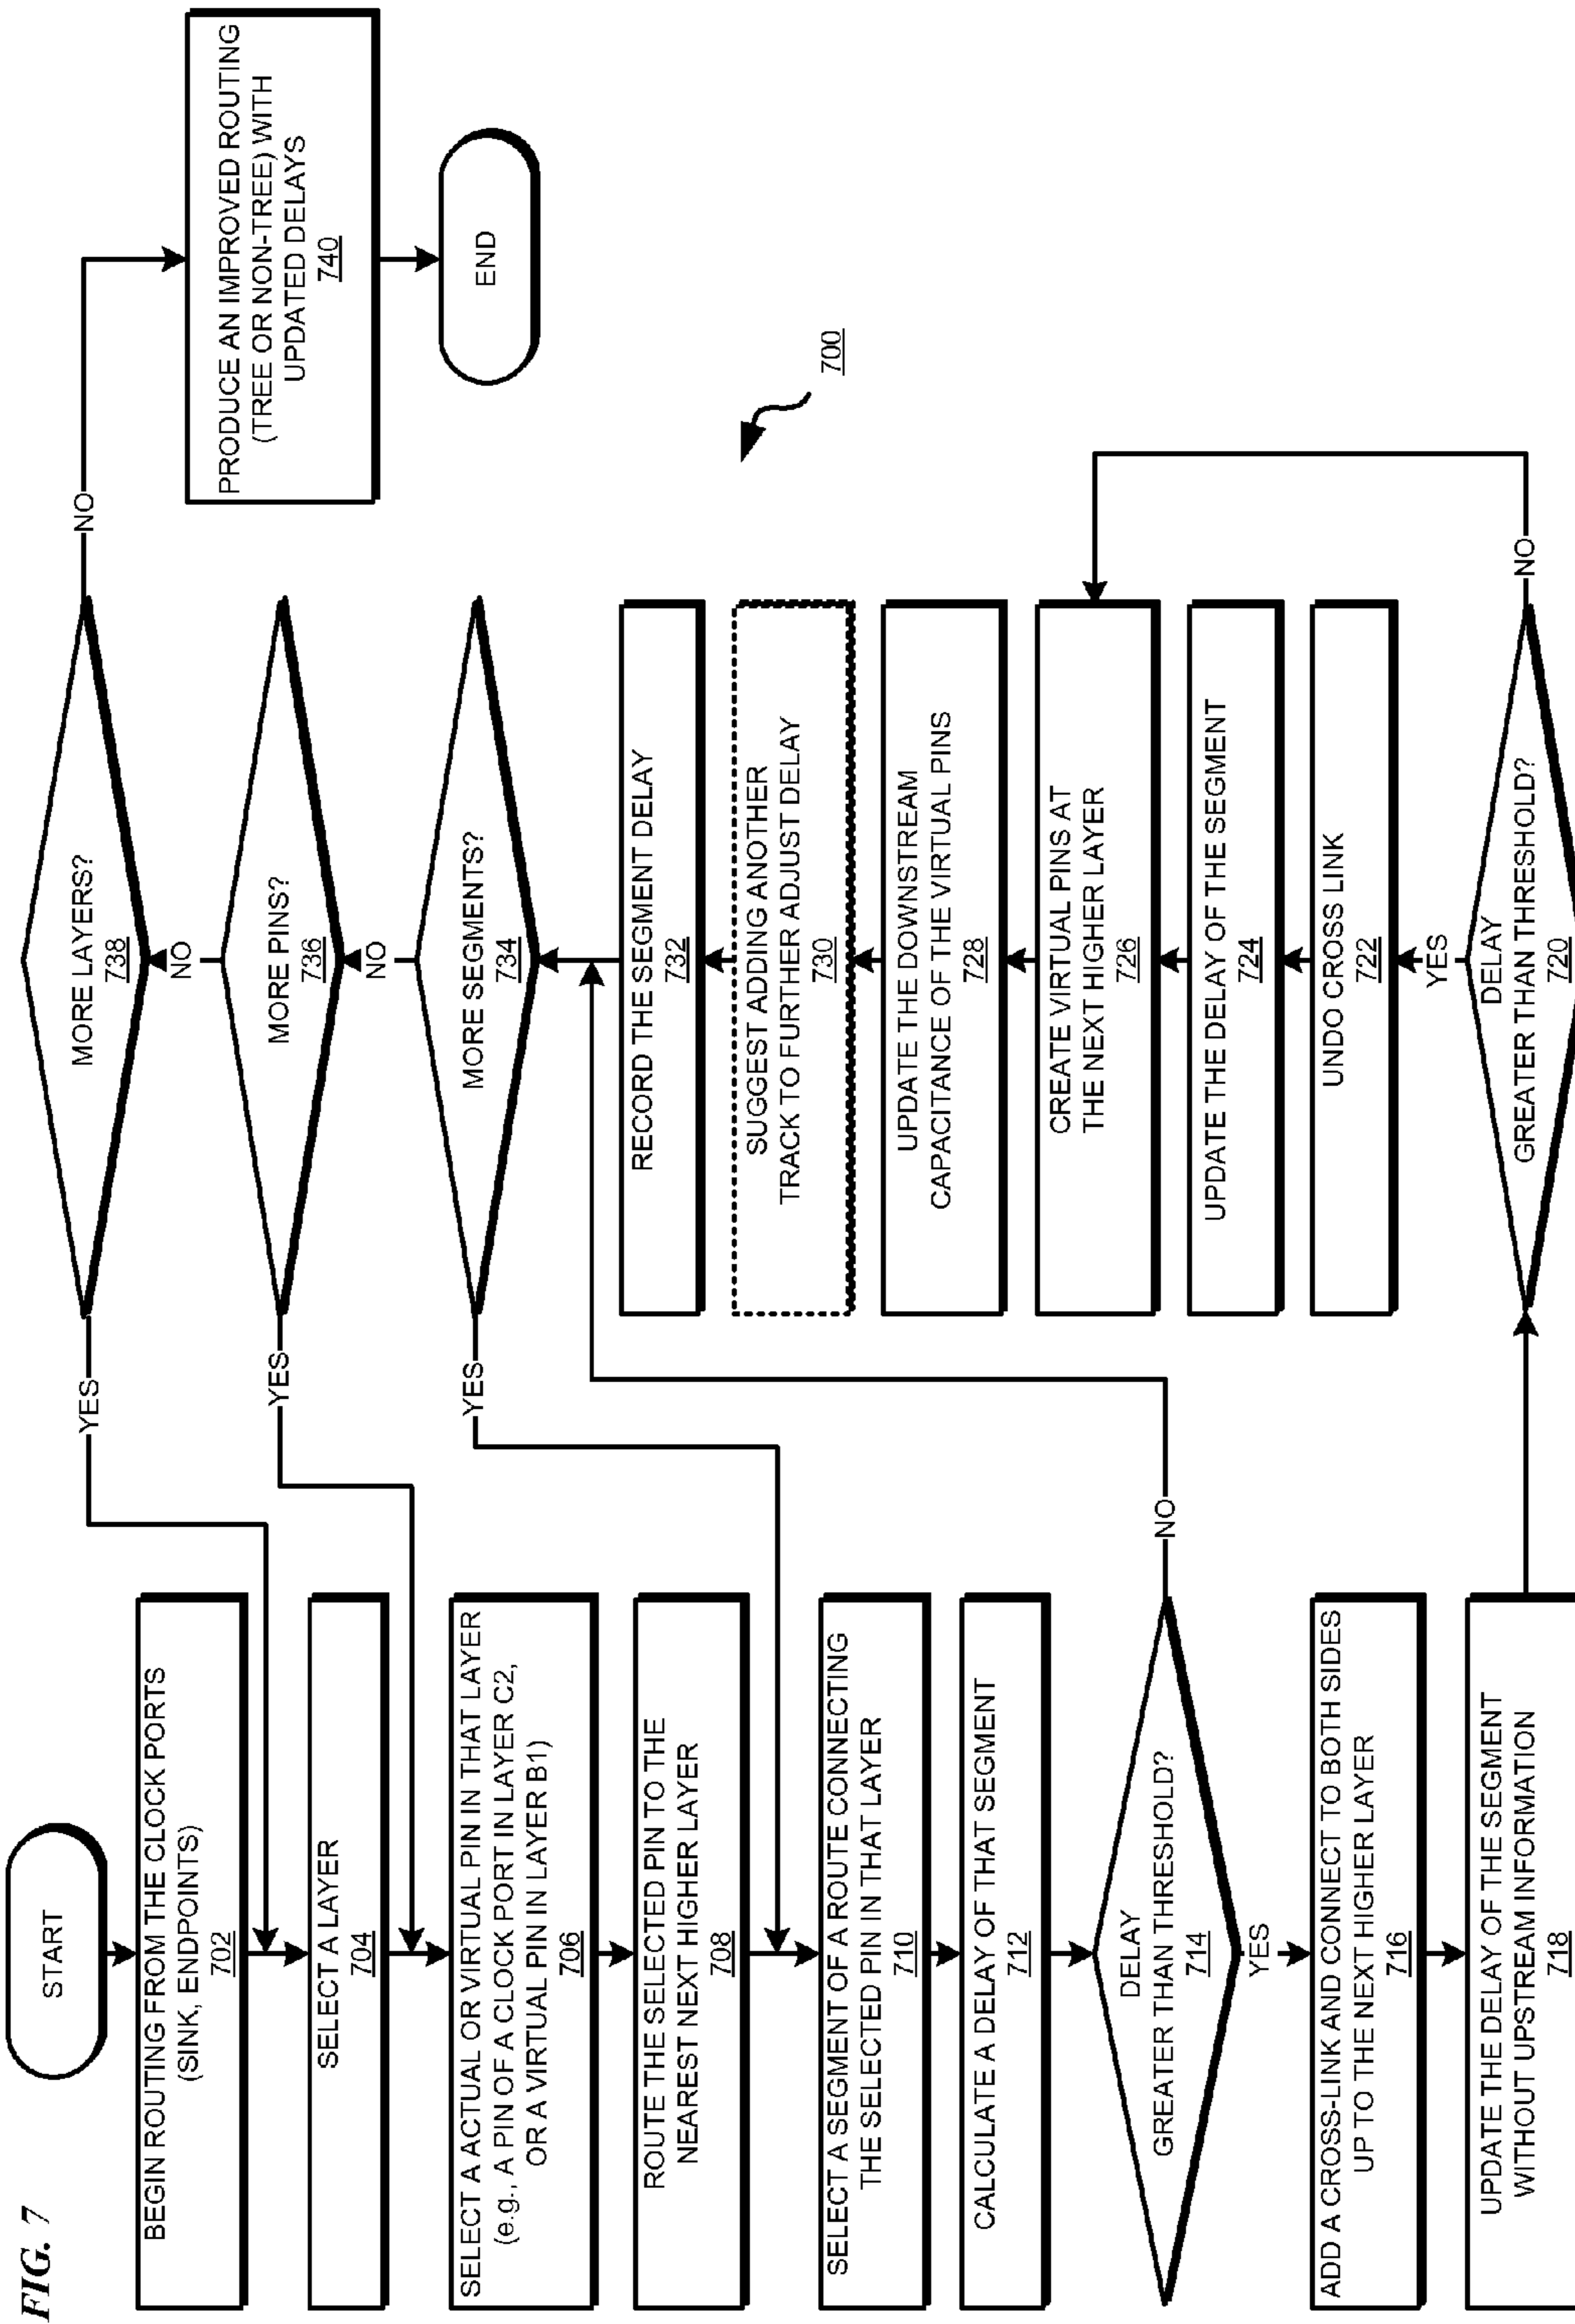 FIG. 7
START
BEGIN ROUTING FROM THE CLOCK PORTS
(SINK, ENDPOINTS)
702
SELECT A LAYER
704
SELECT A ACTUAL OR VIRTUAL PIN IN THAT LAYER
(e.g., A PIN OF A CLOCK PORT IN LAYER C2,
OR A VIRTUAL PIN IN LAYER B1)
706
ROUTE THE SELECTED PIN TO THE
NEAREST NEXT HIGHER LAYER
708
SELECT A SEGMENT OF A ROUTE CONNECTING
THE SELECTED PIN IN THAT LAYER
710
CALCULATE A DELAY OF THAT SEGMENT
712
DELAY
GREATER THAN THRESHOLD?
714
NO
YES
ADD A CROSS-LINK AND CONNECT TO BOTH SIDES
UP TO THE NEXT HIGHER LAYER
716
UPDATE THE DELAY OF THE SEGMENT
WITHOUT UPSTREAM INFORMATION
718
DELAY
GREATER THAN THRESHOLD?
720
NO
YES
UNDO CROSS LINK
722
UPDATE THE DELAY OF THE SEGMENT
724
CREATE VIRTUAL PINS AT
THE NEXT HIGHER LAYER
726
UPDATE THE DOWNSTREAM
CAPACITANCE OF THE VIRTUAL PINS
728
SUGGEST ADDING ANOTHER
TRACK TO FURTHER ADJUST DELAY
730
RECORD THE SEGMENT DELAY
732
MORE SEGMENTS?
734
YES
NO
MORE PINS?
736
YES
NO
MORE LAYERS?
738
YES
NO
PRODUCE AN IMPROVED ROUTING
(TREE OR NON-TREE) WITH
UPDATED DELAYS
740
END
700